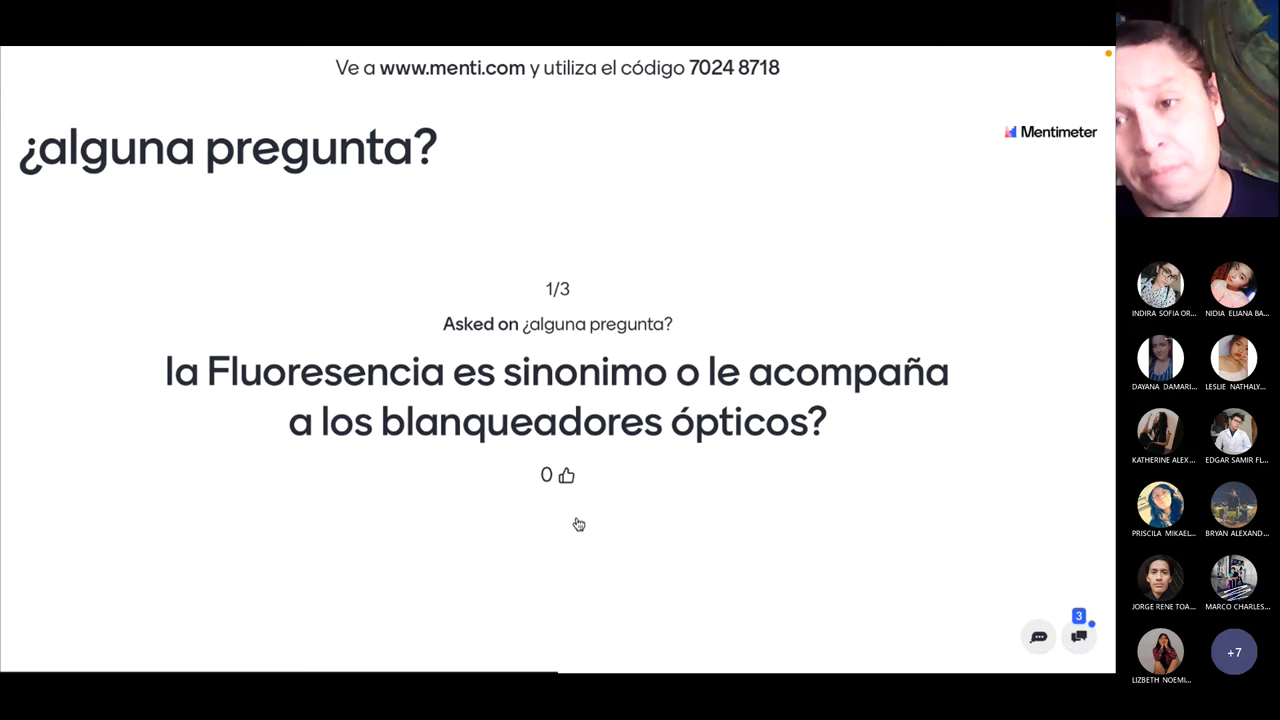 Ve a www.menti.com y utiliza el código 7024 8718
¿alguna pregunta?
Mentimeter
1/3
Asked on ¿alguna pregunta?
la Fluoresencia es sinonimo o le acompaña
a los blanqueadores ópticos?
0
3
INDIRA SOFIA OR...
NIDIA ELIANA BA...
DAYANA DAMARI...
LESLIE NATHALY...
KATHERINE ALEX...
EDGAR SAMIR FL...
PRISCILA MIKAEL...
BRYAN ALEXAND...
JORGE RENE TOA...
MARCO CHARLES...
LIZBETH NOEMI...
+7